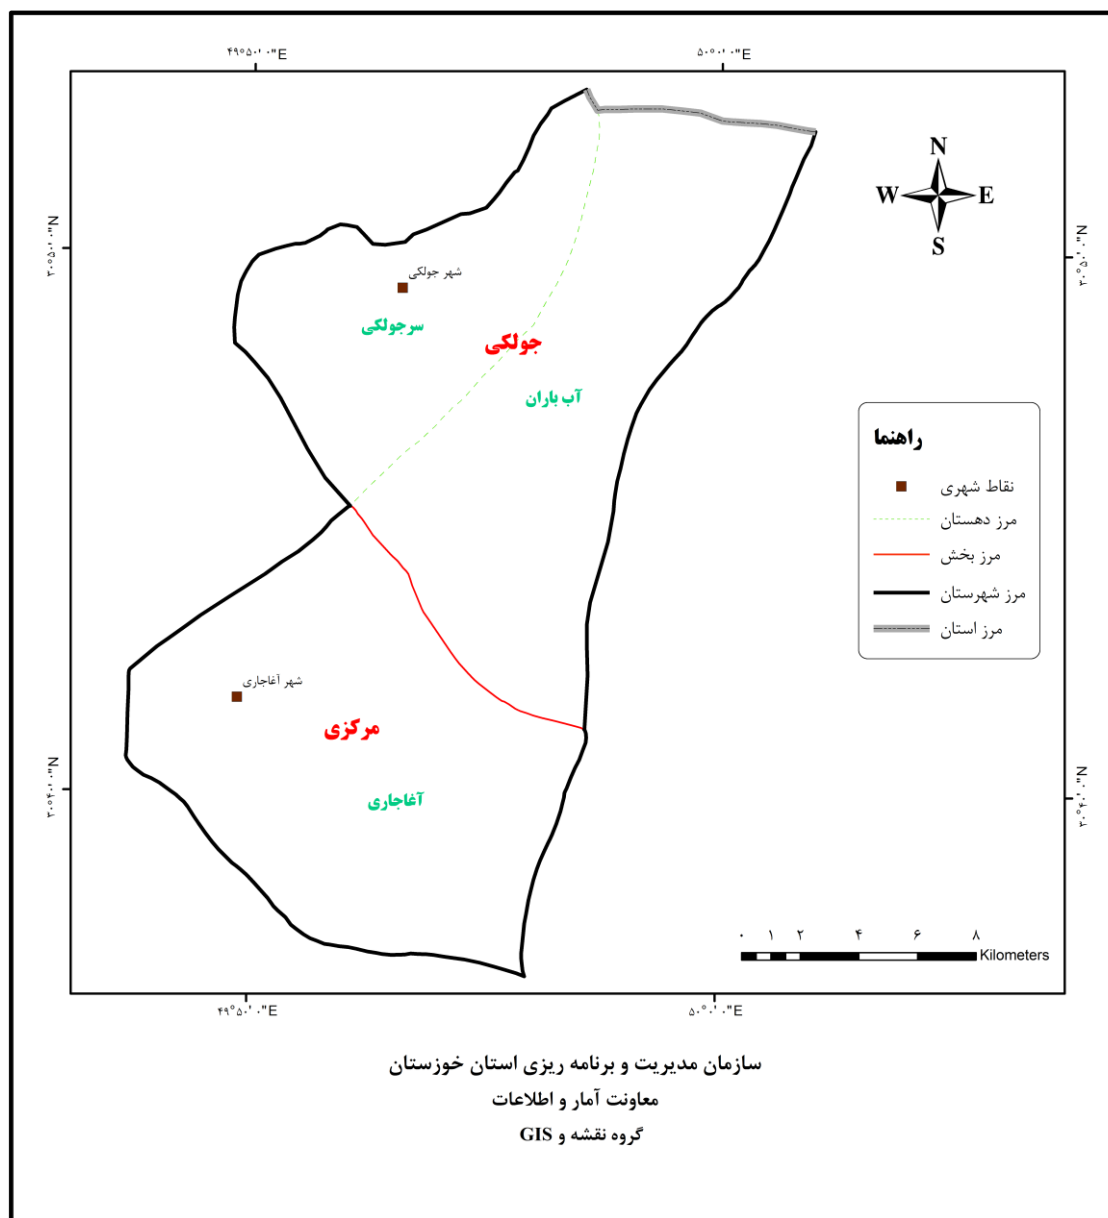 ۴۹°۵۰'۰"E
۵۰°۰'۰"E
N
W E
S
۳۰°۵۰'۰"N
۳۰°۵۰'۰"N
شهر جولکی
سرجولکی
جولکی
آب باران
راهنما
نقاط شهری
مرز دهستان
مرز بخش
مرز شهرستان
مرز استان
شهر آغاجاری
مرکزی
آغاجاری
۳۰°۴۰'۰"N
۳۰°۴۰'۰"N
۰ ۱ ۲ ۴ ۶ ۸
Kilometers
۴۹°۵۰'۰"E
۵۰°۰'۰"E
سازمان مدیریت و برنامه ریزی استان خوزستان
معاونت آمار و اطلاعات
گروه نقشه و GIS